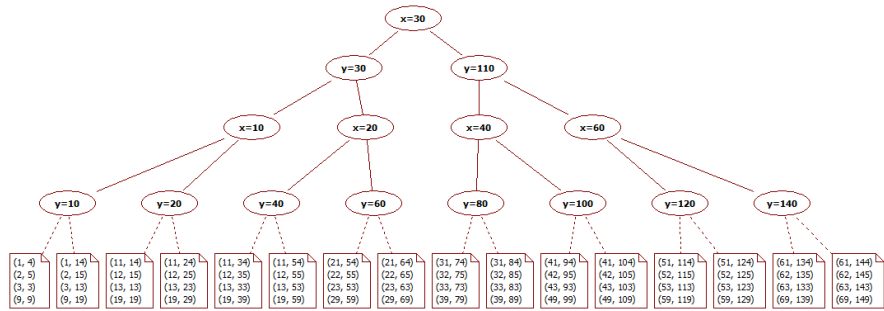 x=30
y=30 y=110
x=10 x=20 x=40 x=60
y=10 y=20 y=40 y=60 y=80 y=100 y=120 y=140
(1, 4) (1, 14) (11, 14) (11, 24) (11, 34) (11, 54) (21, 54) (21, 64) (31, 74) (31, 84) (41, 94) (41, 104) (51, 114) (51, 124) (61, 134) (61, 144)
(2, 5) (2, 15) (12, 15) (12, 25) (12, 35) (12, 55) (22, 55) (22, 65) (32, 75) (32, 85) (42, 95) (42, 105) (52, 115) (52, 125) (62, 135) (62, 145)
(3, 3) (3, 13) (13, 13) (13, 23) (13, 33) (13, 53) (23, 53) (23, 63) (33, 73) (33, 83) (43, 93) (43, 103) (53, 113) (53, 123) (63, 133) (63, 143)
(9, 9) (9, 19) (19, 19) (19, 29) (19, 39) (19, 59) (29, 59) (29, 69) (39, 79) (39, 89) (49, 99) (49, 109) (59, 119) (59, 129) (69, 139) (69, 149)